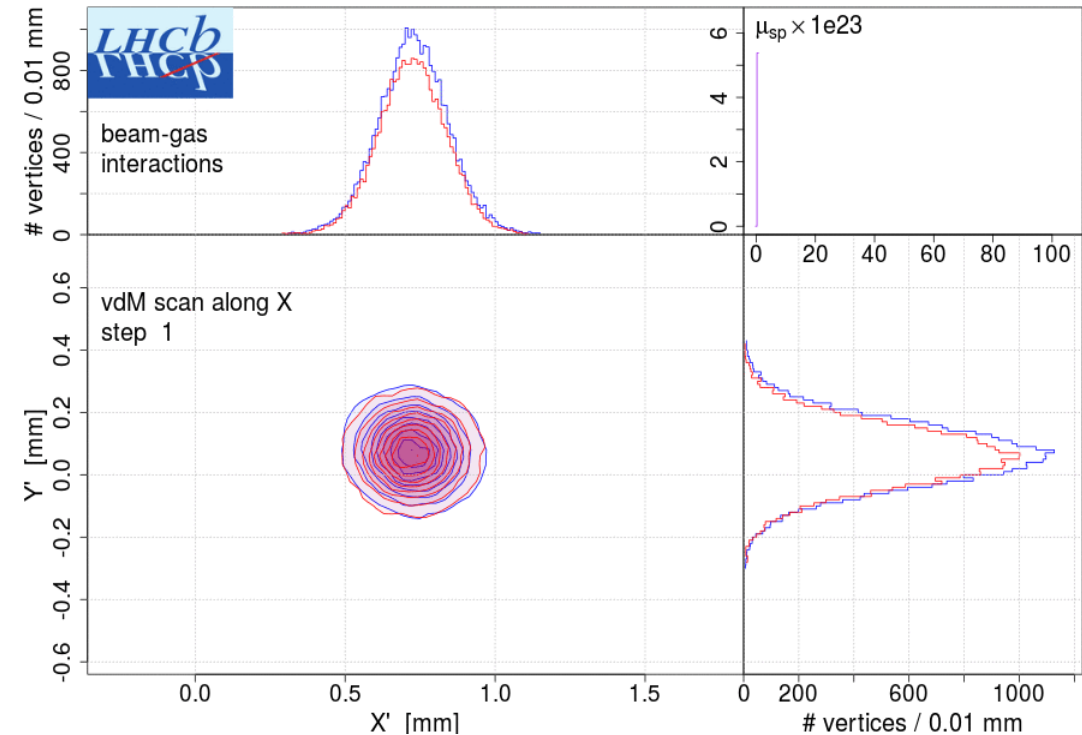 LHCb
LHCb
beam-gas
interactions
# vertices / 0.01 mm
0
400
800
μsp × 1e23
0
2
4
6
0 20 40 60 80 100
vdM scan along X
step 1
Y' [mm]
0.6
0.4
0.2
0.0
-0.2
-0.4
-0.6
0.0 0.5 1.0 1.5
X' [mm]
0 200 600 1000
# vertices / 0.01 mm